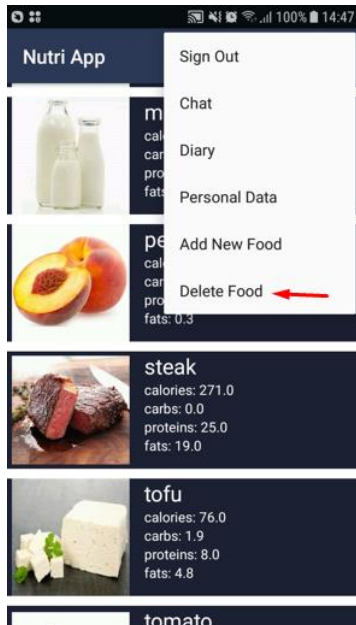 100% 14:47
Nutri App
Sign Out
Chat
Diary
Personal Data
Add New Food
Delete Food
fats: 0.3
steak
calories: 271.0
carbs: 0.0
proteins: 25.0
fats: 19.0
tofu
calories: 76.0
carbs: 1.9
proteins: 8.0
fats: 4.8
tomato